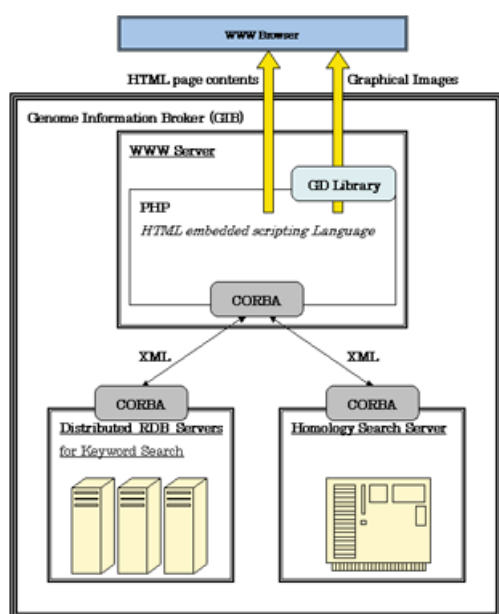 WWW Browser
HTML page contents
Graphical Images
Genome Information Broker (GIB)
WWW Server
GD Library
PHP
HTML embedded scripting Language
CORBA
XML
XML
CORBA
CORBA
Distributed RDB Servers
for Keyword Search
Homology Search Server